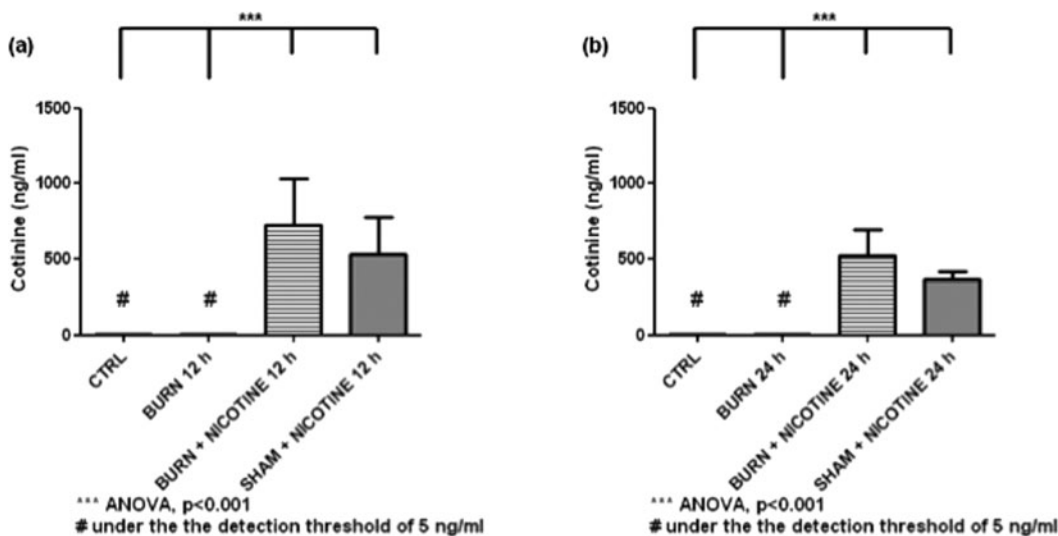 (a)
***
Cotinine (ng/ml)
1500
1000
500
0
#
#
CTRL
BURN 12 h
BURN + NICOTINE 12 h
SHAM + NICOTINE 12 h
*** ANOVA, p<0.001
# under the the detection threshold of 5 ng/ml
(b)
***
Cotinine (ng/ml)
1500
1000
500
0
#
#
CTRL
BURN 24 h
BURN + NICOTINE 24 h
SHAM + NICOTINE 24 h
*** ANOVA, p<0.001
# under the the detection threshold of 5 ng/ml